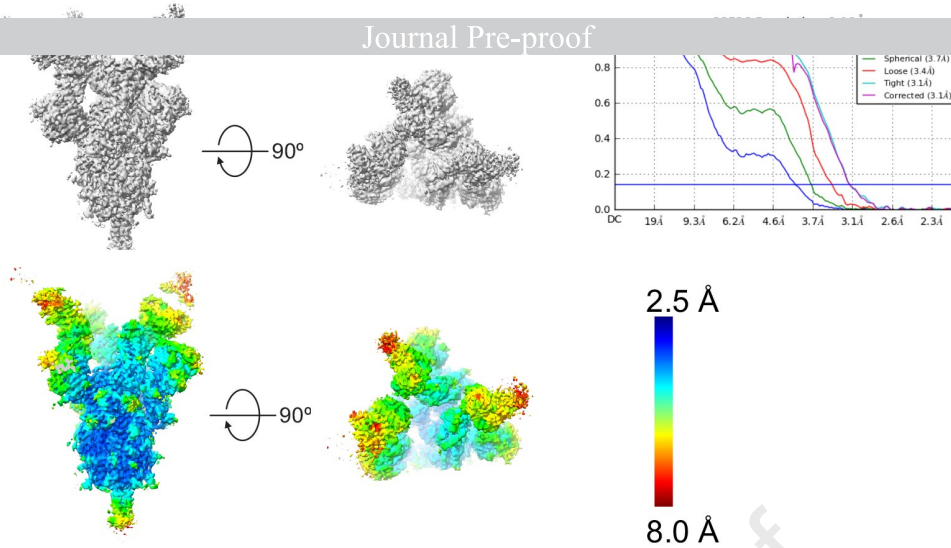 Journal Pre-proof
90º
0.8
0.6
0.4
0.2
0.0
DC 19Å 9.3Å 6.2Å 4.6Å 3.7Å 3.1Å 2.6Å 2.3Å
Spherical (3.7Å)
Loose (3.4Å)
Tight (3.1Å)
Corrected (3.1Å)
90º
2.5 Å
8.0 Å